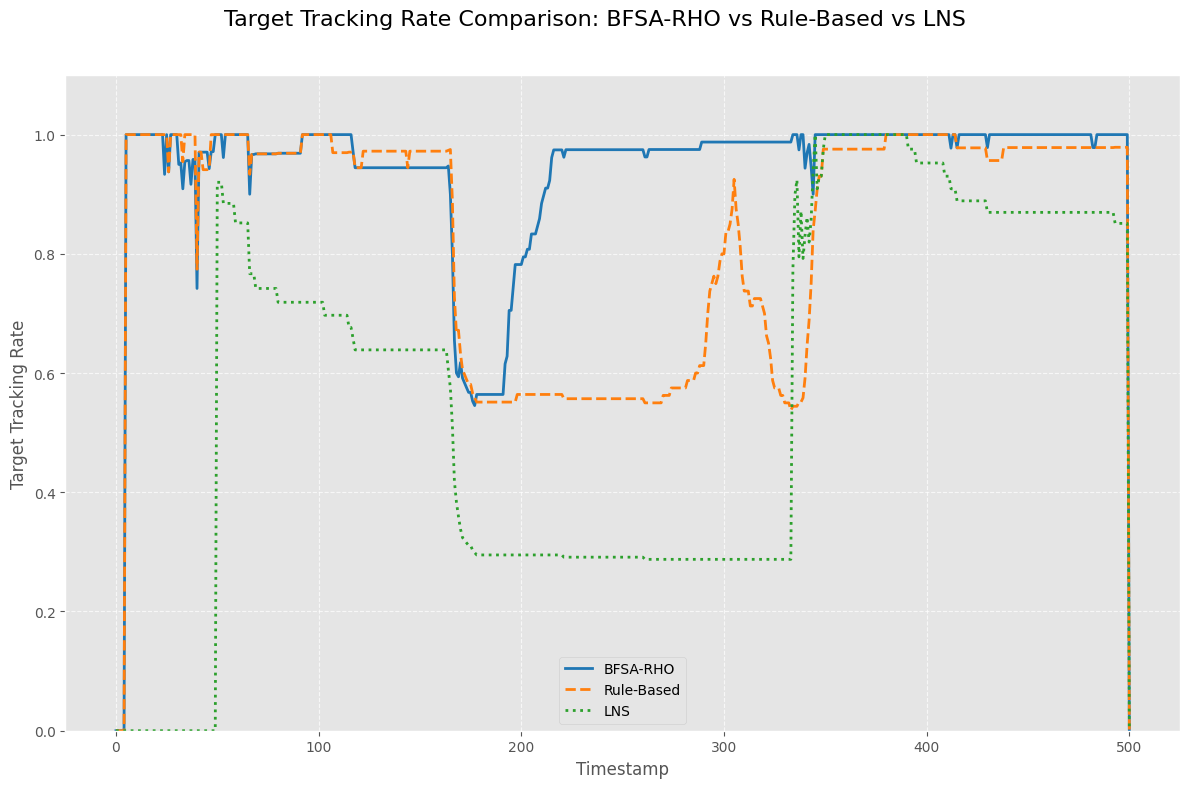 Target Tracking Rate Comparison: BFSA-RHO vs Rule-Based vs LNS
Target Tracking Rate
1.0
0.8
0.6
0.4
0.2
0.0
BFSA-RHO
Rule-Based
LNS
0 100 200 300 400 500
Timestamp